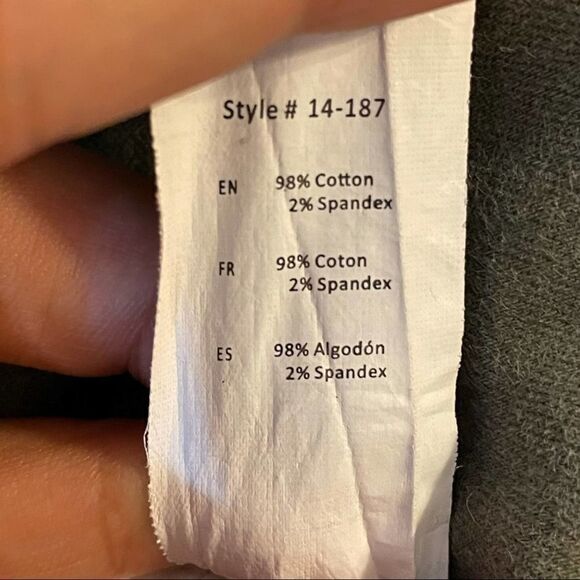 Style # 14-187
EN 98% Cotton
2% Spandex
FR 98% Coton
2% Spandex
ES 98% Algodón
2% Spandex